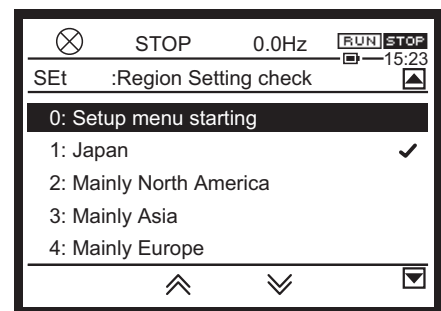 STOP 0.0Hz RUN STOP
15:23
SEt :Region Setting check
0: Setup menu starting
1: Japan
2: Mainly North America
3: Mainly Asia
4: Mainly Europe